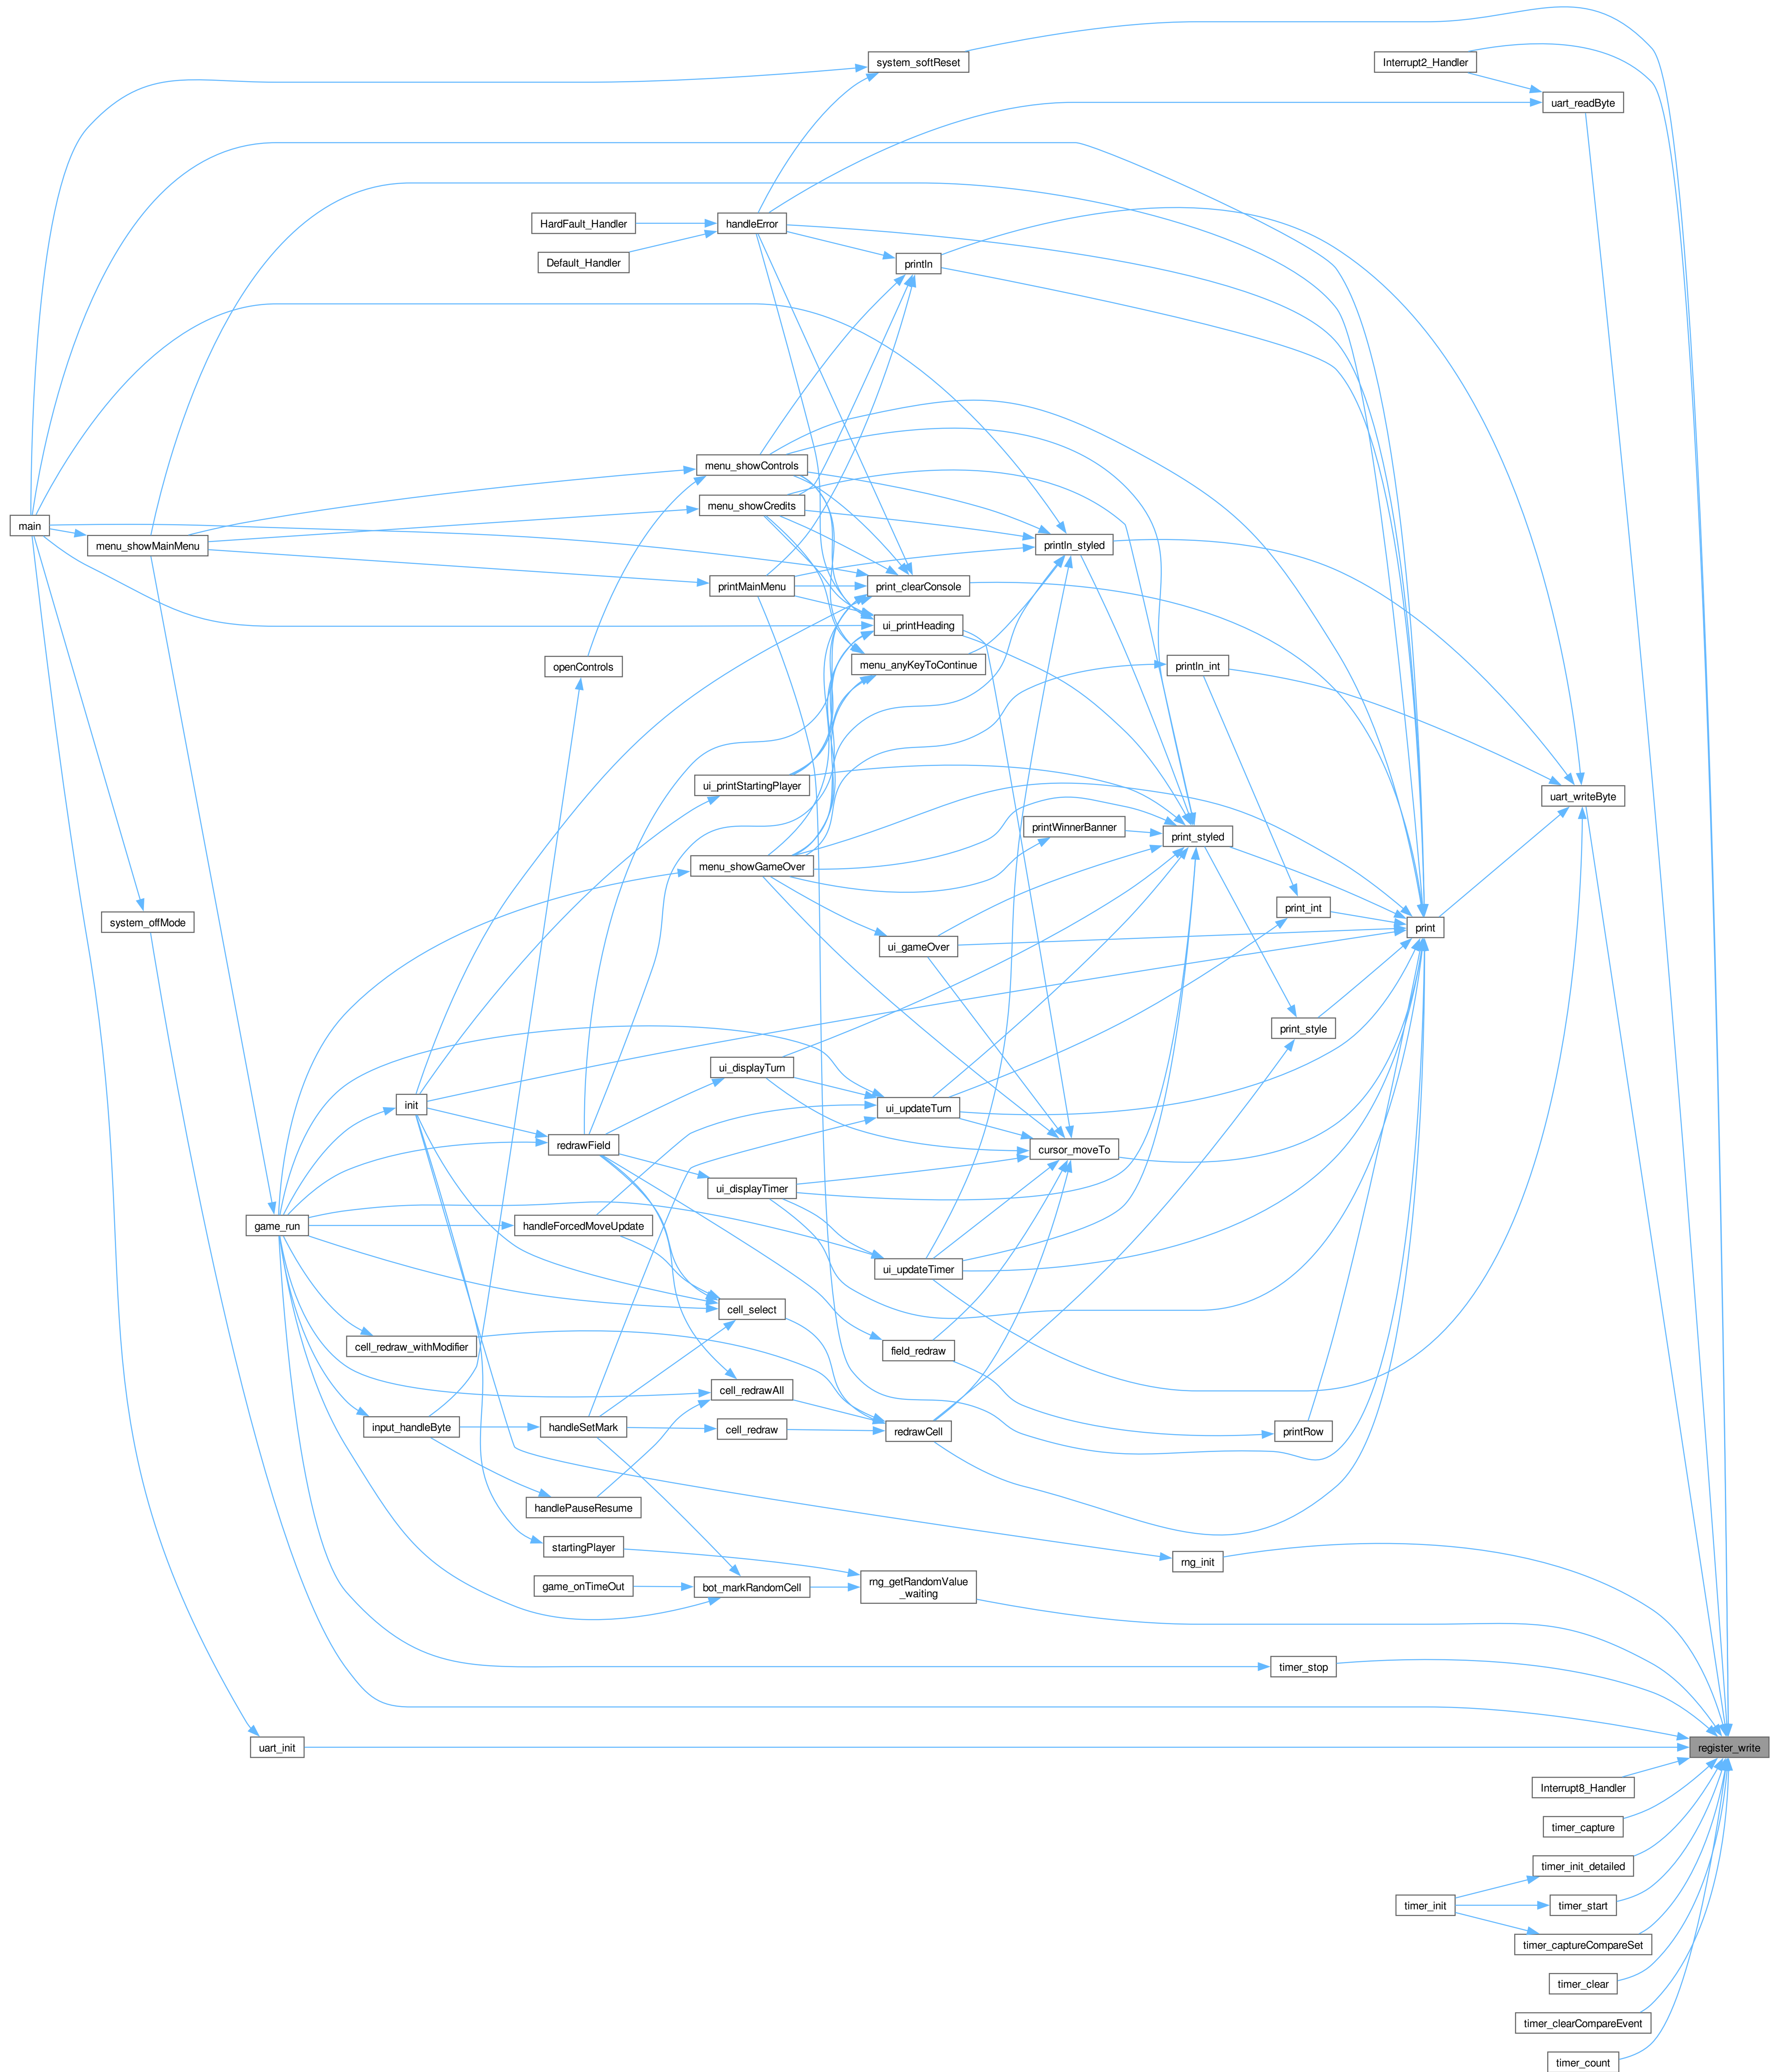 system_softReset
Interrupt2_Handler
uart_readByte
HardFault_Handler
handleError
Default_Handler
println
menu_showControls
menu_showCredits
main
menu_showMainMenu
println_styled
printMainMenu
print_clearConsole
ui_printHeading
openControls
menu_anyKeyToContinue
println_int
ui_printStartingPlayer
uart_writeByte
printWinnerBanner
print_styled
menu_showGameOver
print_int
system_offMode
print
ui_gameOver
print_style
ui_displayTurn
init
ui_updateTurn
redrawField
cursor_moveTo
ui_displayTimer
game_run
handleForcedMoveUpdate
ui_updateTimer
cell_select
cell_redraw_withModifier
field_redraw
cell_redrawAll
input_handleByte
handleSetMark
cell_redraw
redrawCell
printRow
handlePauseResume
startingPlayer
rng_init
game_onTimeOut
bot_markRandomCell
rng_getRandomValue
_waiting
timer_stop
uart_init
register_write
Interrupt8_Handler
timer_capture
timer_init_detailed
timer_init
timer_start
timer_captureCompareSet
timer_clear
timer_clearCompareEvent
timer_count